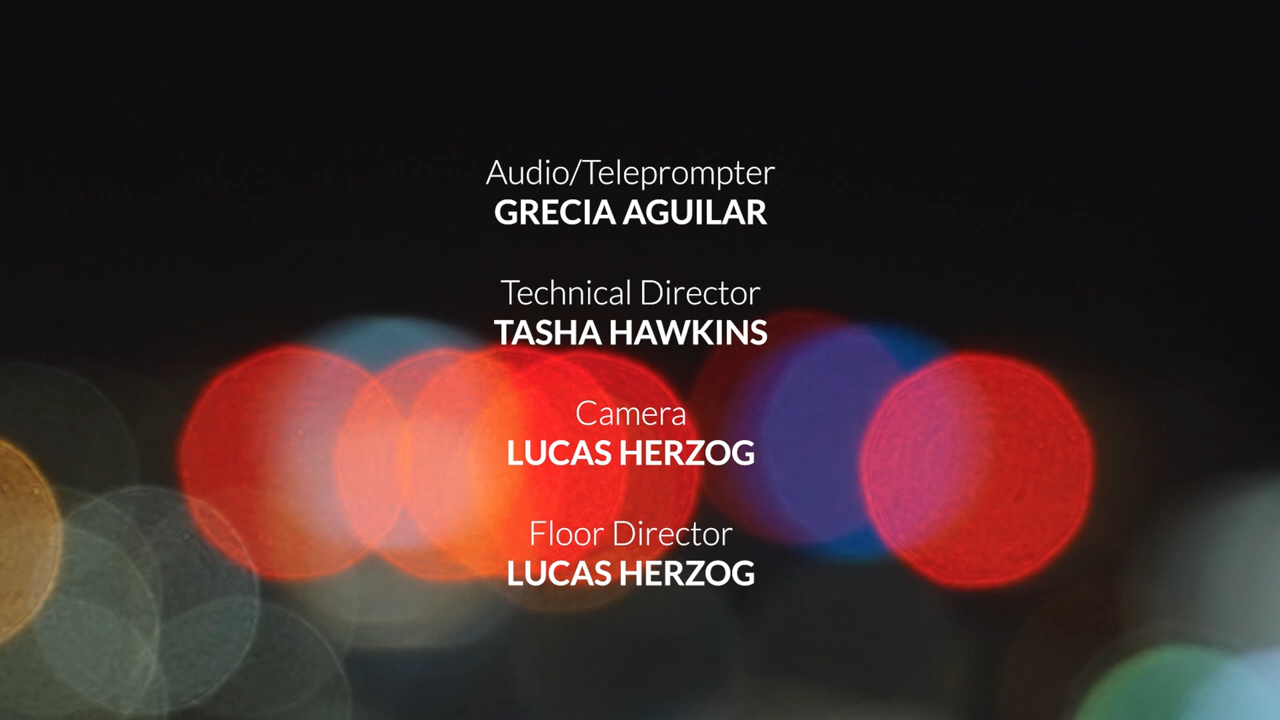 Audio/Teleprompter
GRECIA AGUILAR
Technical Director
TASHA HAWKINS
Camera
LUCAS HERZOG
Floor Director
LUCAS HERZOG